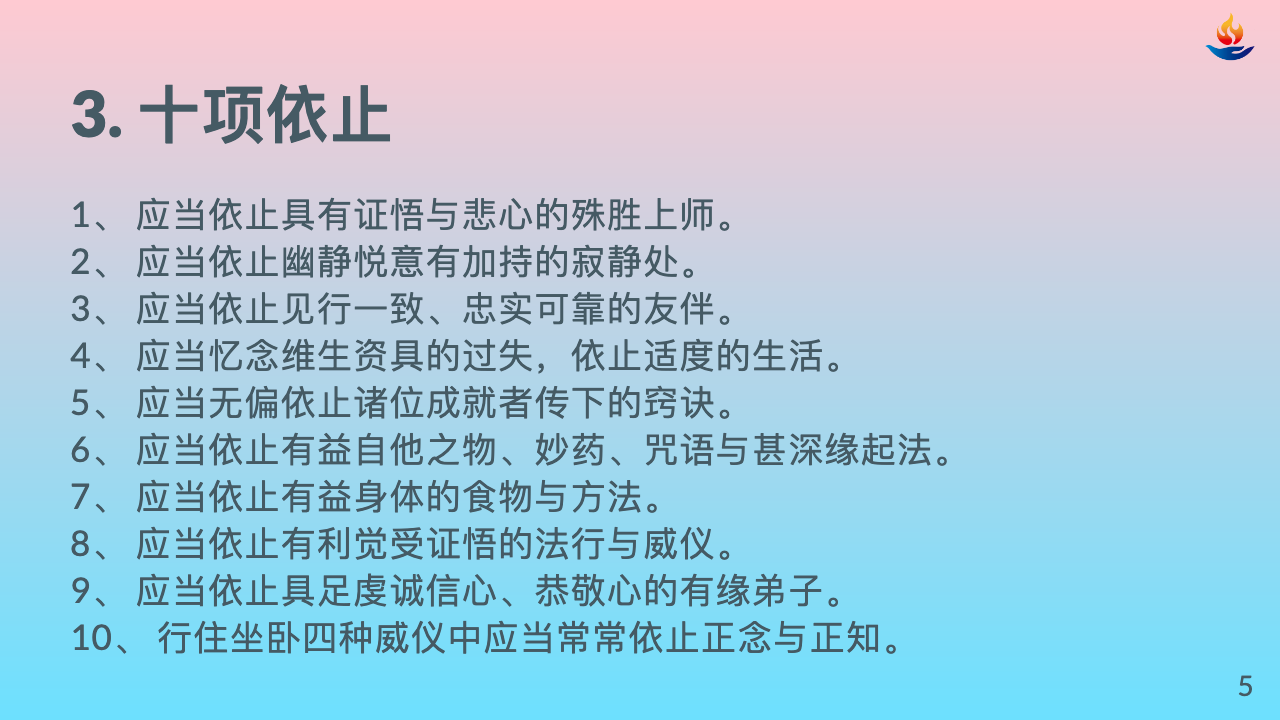 3. 十项依止
1、 应当依止具有证悟与悲心的殊胜上师。
2、 应当依止幽静悦意有加持的寂静处。
3、 应当依止见行一致、忠实可靠的友伴。
4、 应当忆念维生资具的过失，依止适度的生活。
5、 应当无偏依止诸位成就者传下的窍诀。
6、 应当依止有益自他之物、妙药、咒语与甚深缘起法。
7、 应当依止有益身体的食物与方法。
8、 应当依止有利觉受证悟的法行与威仪。
9、 应当依止具足虔诚信心、恭敬心的有缘弟子。
10、 行住坐卧四种威仪中应当常常依止正念与正知。
5